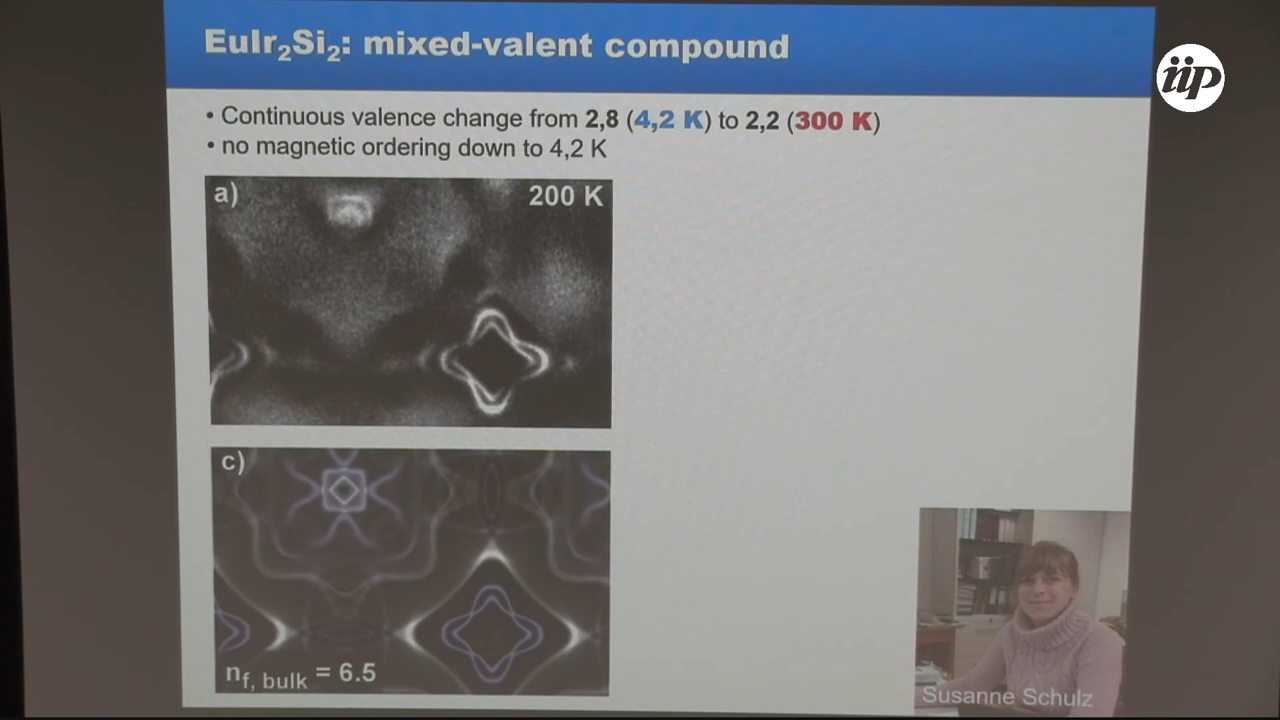 EuIr₂Si₂: mixed-valent compound
iip
• Continuous valence change from 2,8 (4,2 K) to 2,2 (300 K)
• no magnetic ordering down to 4,2 K
a) 200 K
c)
nf, bulk = 6.5
Susanne Schulz